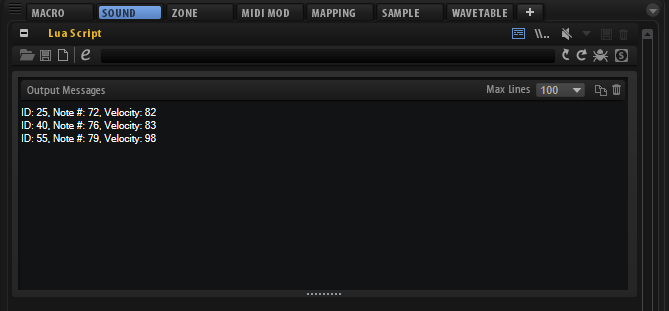 MACRO SOUND ZONE MIDI MOD MAPPING SAMPLE WAVETABLE +
Lua Script \\..
e S
Output Messages Max Lines 100
ID: 25, Note #: 72, Velocity: 82
ID: 40, Note #: 76, Velocity: 83
ID: 55, Note #: 79, Velocity: 98